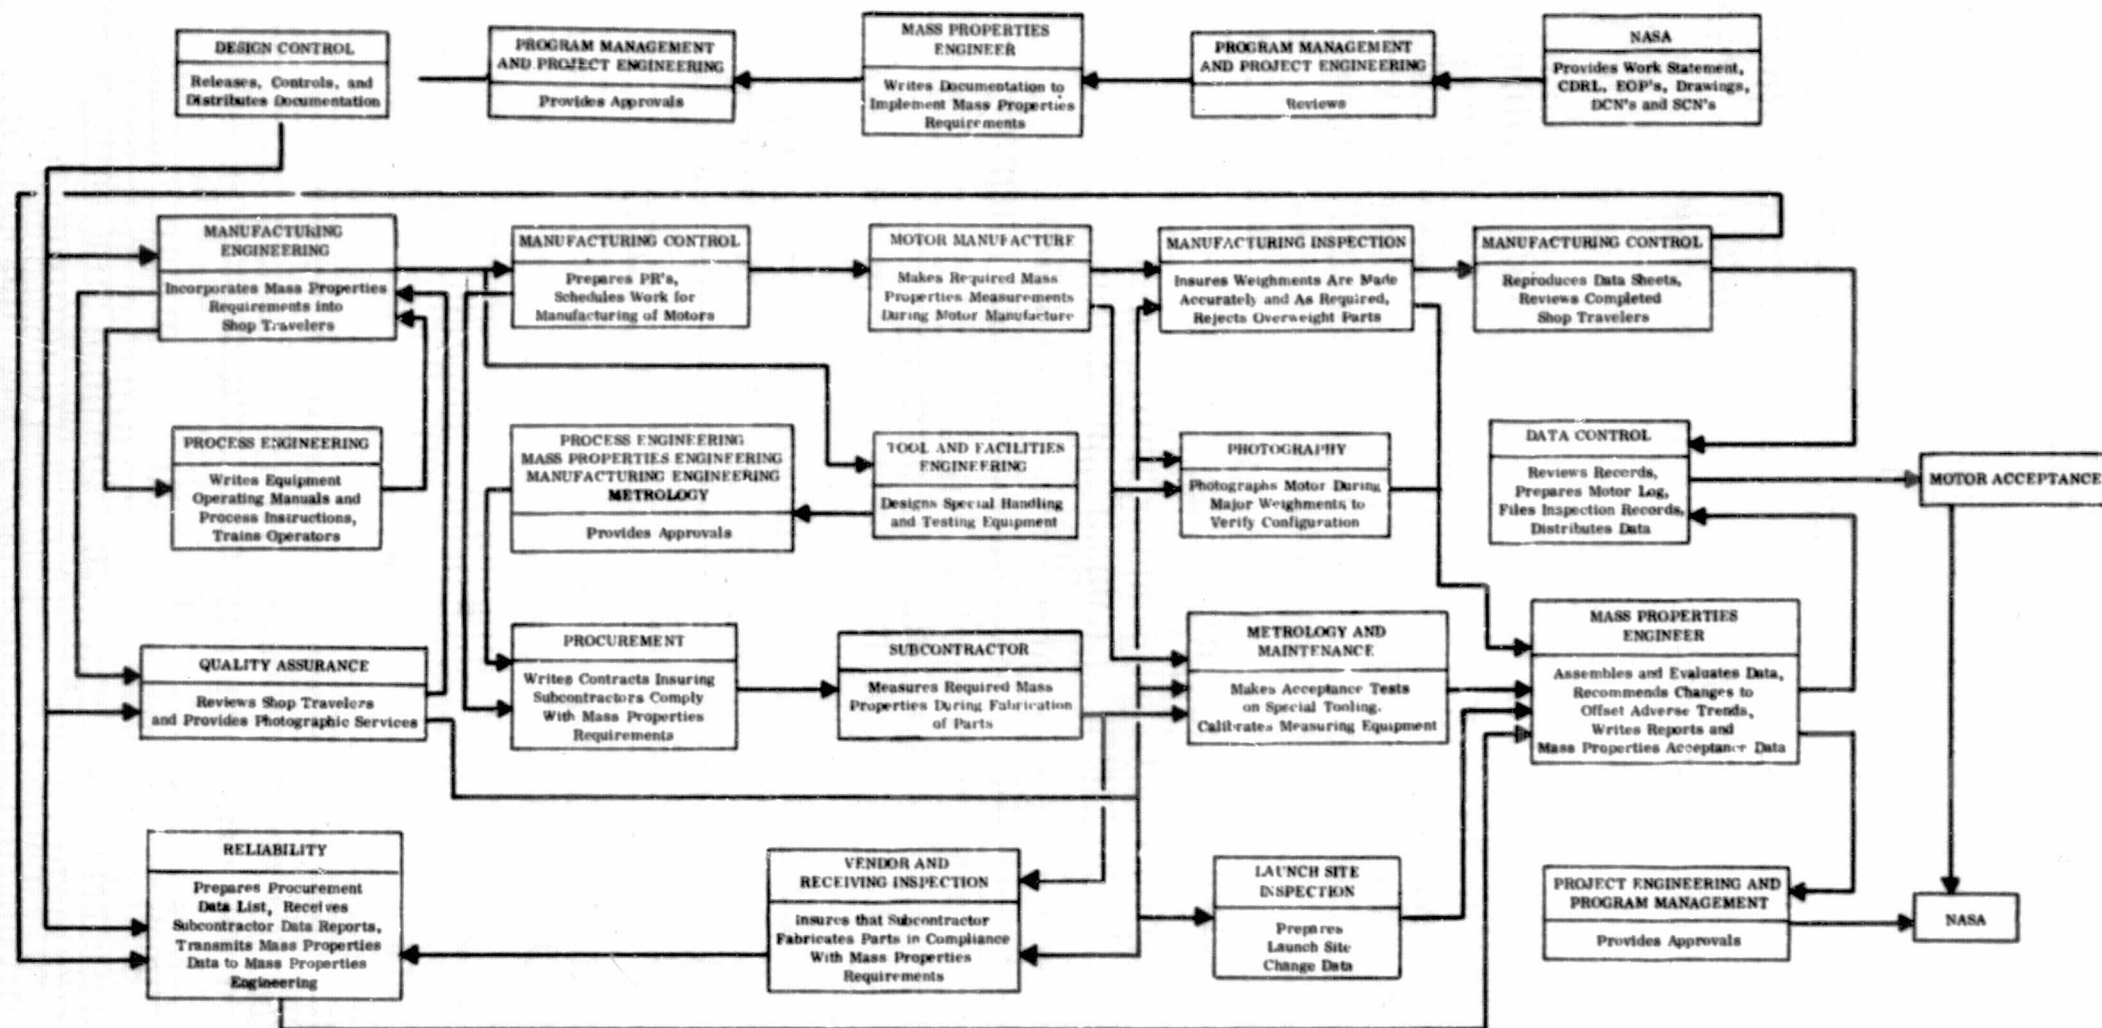 DESIGN CONTROL
Releases, Controls, and
Distributes Documentation
PROGRAM MANAGEMENT
AND PROJECT ENGINEERING
Provides Approvals
MASS PROPERTIES
ENGINEER
Writes Documentation to
Implement Mass Properties
Requirements
PROGRAM MANAGEMENT
AND PROJECT ENGINEERING
Reviews
NASA
Provides Work Statement,
CDRL, EOP's, Drawings,
DCN's and SCN's
MANUFACTURING
ENGINEERING
Incorporates Mass Properties
Requirements into
Shop Travelers
MANUFACTURING CONTROL
Prepares PR's,
Schedules Work for
Manufacturing of Motors
MOTOR MANUFACTURE
Makes Required Mass
Properties Measurements
During Motor Manufacture
MANUFACTURING INSPECTION
Insures Weighments Are Made
Accurately and As Required,
Rejects Overweight Parts
MANUFACTURING CONTROL
Reproduces Data Sheets,
Reviews Completed
Shop Travelers
PROCESS ENGINEERING
Writes Equipment
Operating Manuals and
Process Instructions,
Trains Operators
PROCESS ENGINEERING
MASS PROPERTIES ENGINEERING
MANUFACTURING ENGINEERING
METROLOGY
Provides Approvals
TOOL AND FACILITIES
ENGINEERING
Designs Special Handling
and Testing Equipment
PHOTOGRAPHY
Photographs Motor During
Major Weighments to
Verify Configuration
DATA CONTROL
Reviews Records,
Prepares Motor Log,
Files Inspection Records,
Distributes Data
MOTOR ACCEPTANCE
QUALITY ASSURANCE
Reviews Shop Travelers
and Provides Photographic Services
PROCUREMENT
Writes Contracts Insuring
Subcontractors Comply
With Mass Properties
Requirements
SUBCONTRACTOR
Measures Required Mass
Properties During Fabrication
of Parts
METROLOGY AND
MAINTENANCE
Makes Acceptance Tests
on Special Tooling.
Calibrates Measuring Equipment
MASS PROPERTIES
ENGINEER
Assembles and Evaluates Data,
Recommends Changes to
Offset Adverse Trends,
Writes Reports and
Mass Properties Acceptance Data
RELIABILITY
Prepares Procurement
Data List, Receives
Subcontractor Data Reports,
Transmits Mass Properties
Data to Mass Properties
Engineering
VENDOR AND
RECEIVING INSPECTION
Insures that Subcontractor
Fabricates Parts in Compliance
With Mass Properties
Requirements
LAUNCH SITE
INSPECTION
Prepares
Launch Site
Change Data
PROJECT ENGINEERING AND
PROGRAM MANAGEMENT
Provides Approvals
NASA